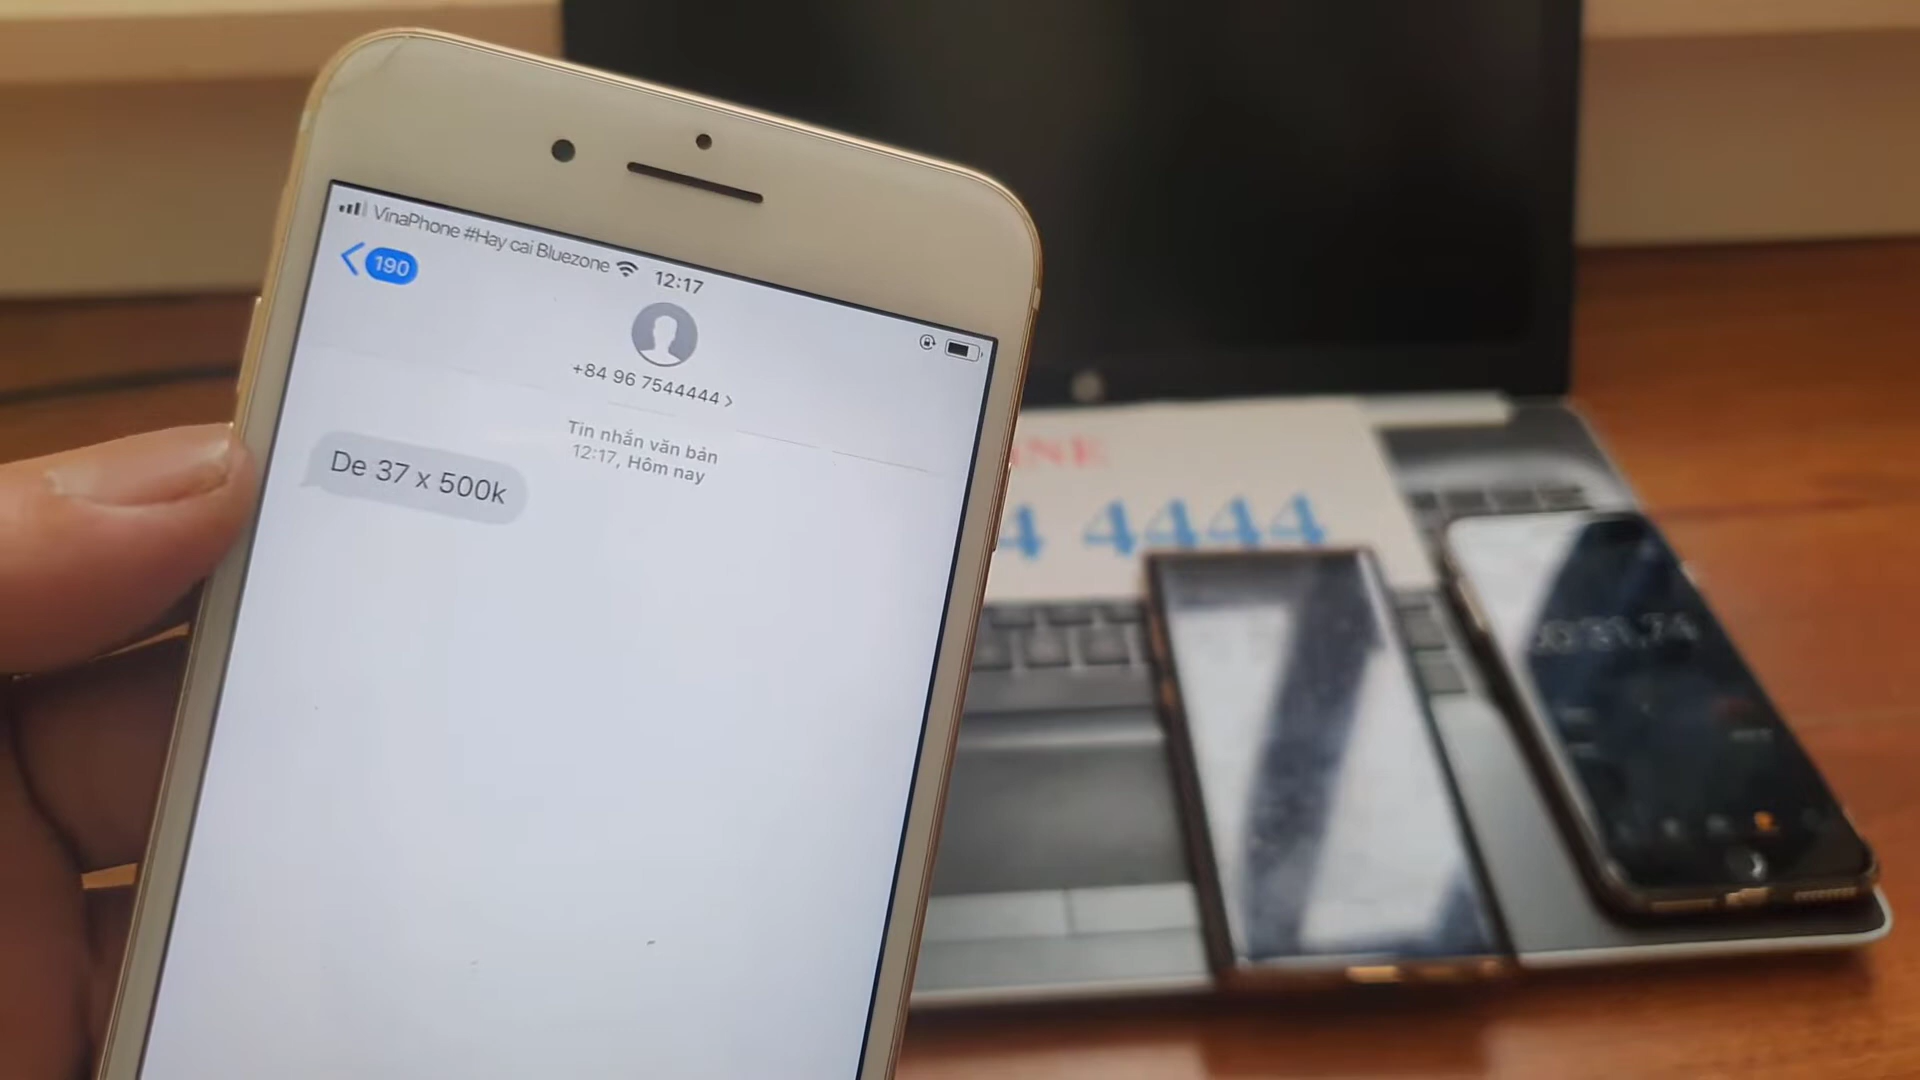 VinaPhone #Hay cai Bluezone 12:17
190
+84 96 7544444
Tin nhắn văn bản
12:17, Hôm nay
De 37 x 500k
4 4444